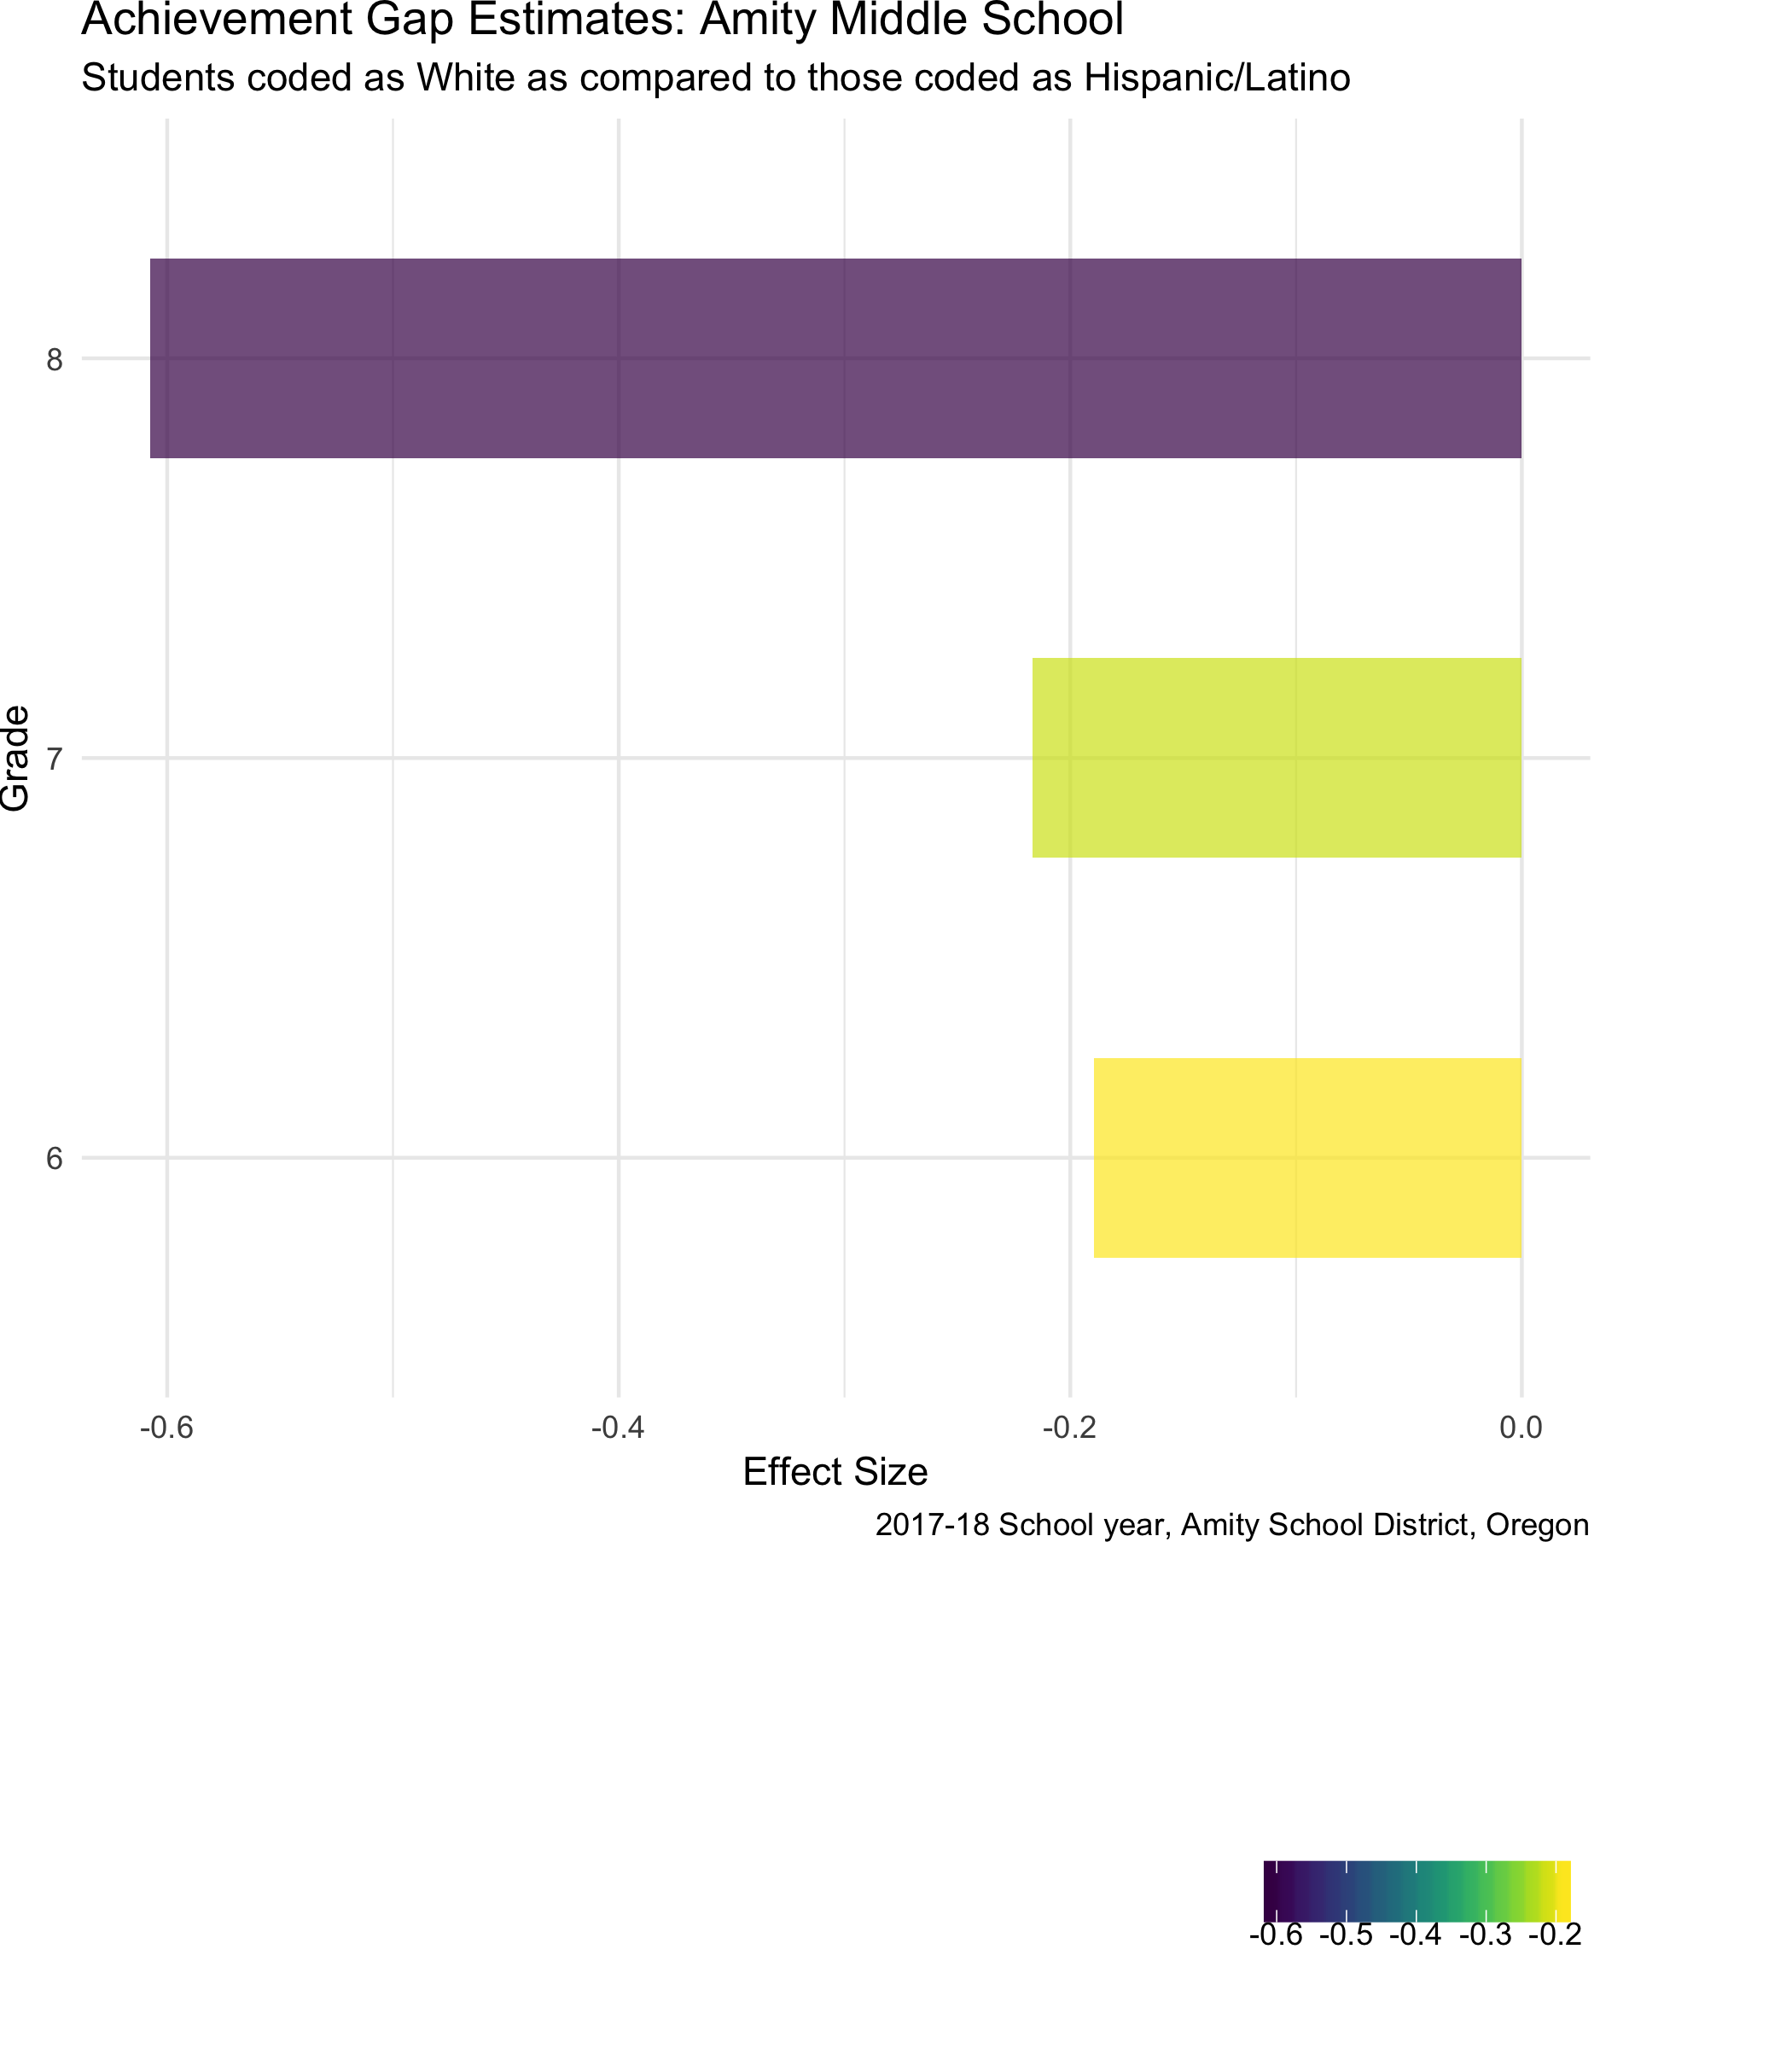 Achievement Gap Estimates: Amity Middle School
Students coded as White as compared to those coded as Hispanic/Latino
8
7
6
Grade
-0.6 -0.4 -0.2 0.0
Effect Size
2017-18 School year, Amity School District, Oregon
-0.6 -0.5 -0.4 -0.3 -0.2